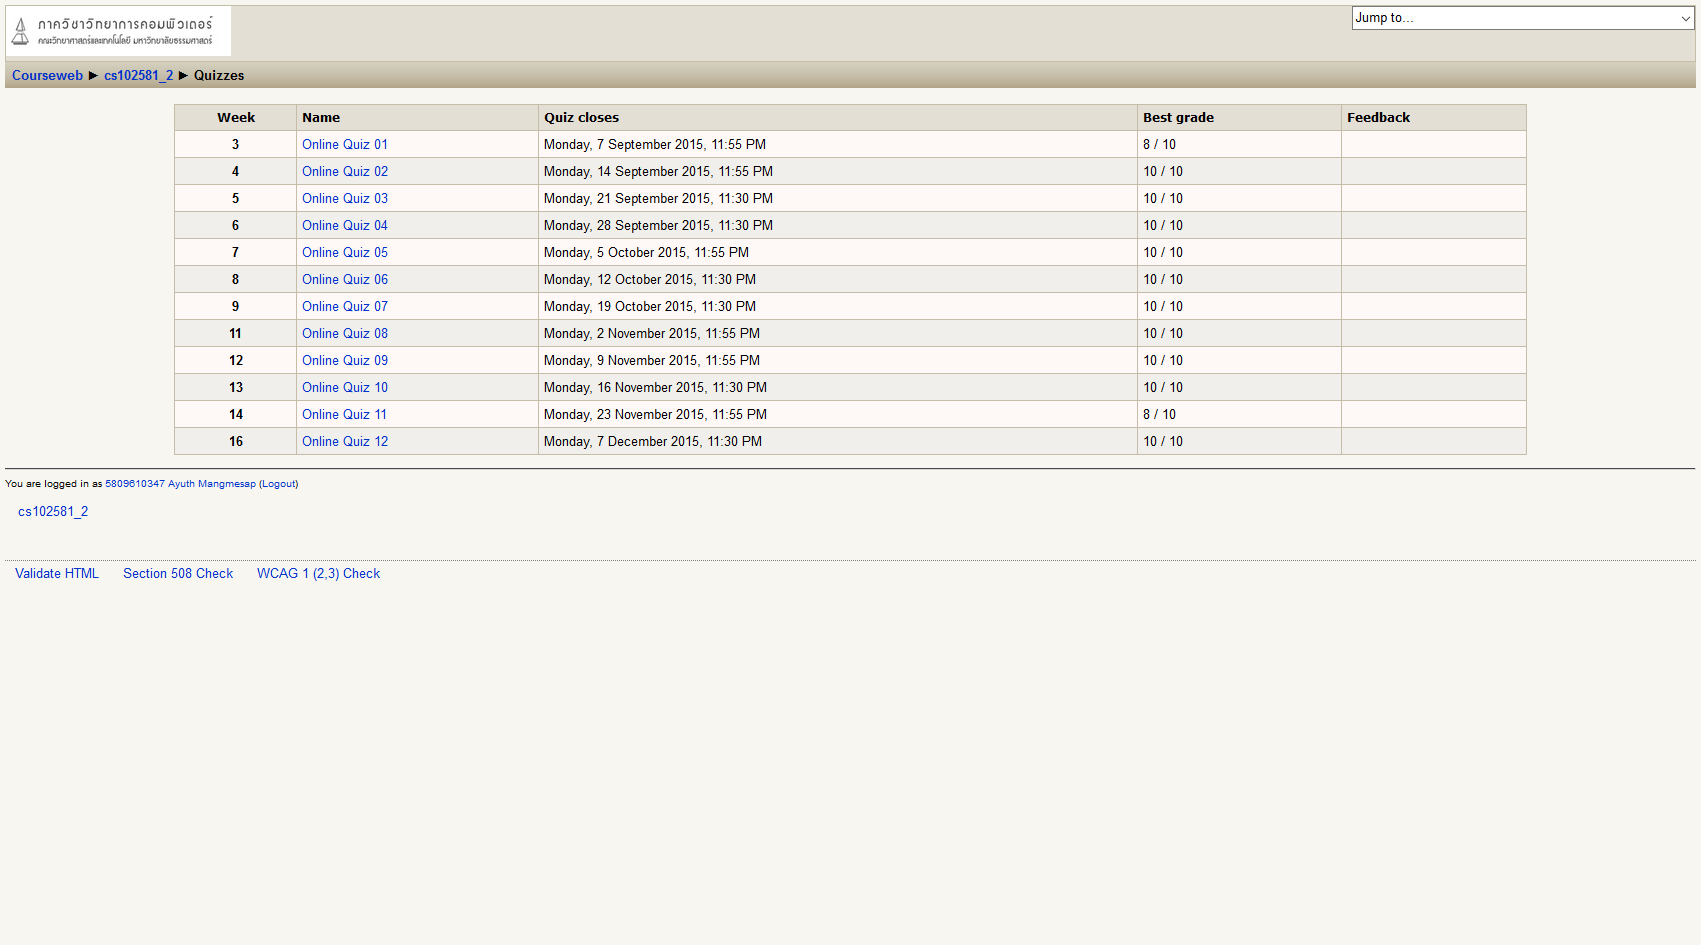 ภาควิชาวิทยาการคอมพิวเตอร์
คณะวิทยาศาสตร์และเทคโนโลยี มหาวิทยาลัยธรรมศาสตร์
Jump to...
Courseweb ► cs102581_2 ► Quizzes
Week Name Quiz closes Best grade Feedback
3 Online Quiz 01 Monday, 7 September 2015, 11:55 PM 8 / 10
4 Online Quiz 02 Monday, 14 September 2015, 11:55 PM 10 / 10
5 Online Quiz 03 Monday, 21 September 2015, 11:30 PM 10 / 10
6 Online Quiz 04 Monday, 28 September 2015, 11:30 PM 10 / 10
7 Online Quiz 05 Monday, 5 October 2015, 11:55 PM 10 / 10
8 Online Quiz 06 Monday, 12 October 2015, 11:30 PM 10 / 10
9 Online Quiz 07 Monday, 19 October 2015, 11:30 PM 10 / 10
11 Online Quiz 08 Monday, 2 November 2015, 11:55 PM 10 / 10
12 Online Quiz 09 Monday, 9 November 2015, 11:55 PM 10 / 10
13 Online Quiz 10 Monday, 16 November 2015, 11:30 PM 10 / 10
14 Online Quiz 11 Monday, 23 November 2015, 11:55 PM 8 / 10
16 Online Quiz 12 Monday, 7 December 2015, 11:30 PM 10 / 10
You are logged in as 5809610347 Ayuth Mangmesap (Logout)
cs102581_2
Validate HTML Section 508 Check WCAG 1 (2,3) Check